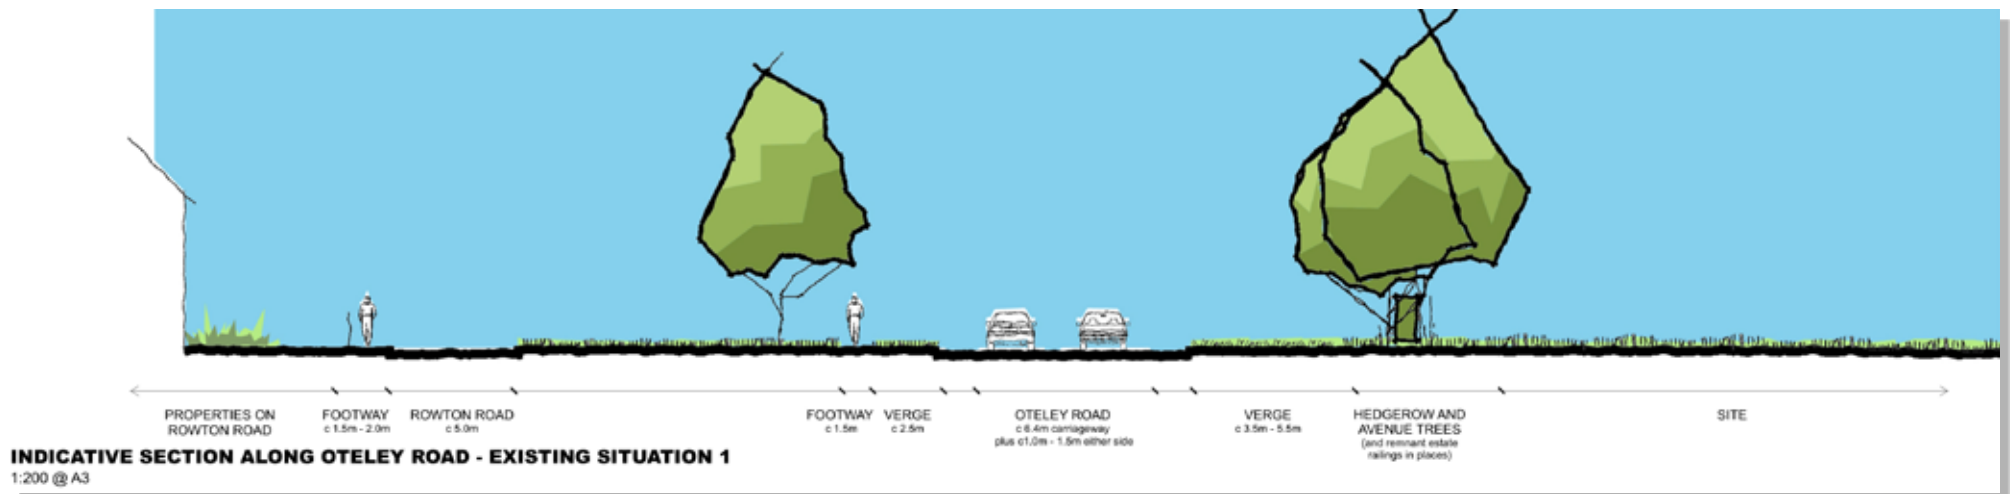 PROPERTIES ON
ROWTON ROAD
FOOTWAY
c 1.5m - 2.0m
ROWTON ROAD
c 5.0m
FOOTWAY
c 1.5m
VERGE
c 2.5m
OTELEY ROAD
c 6.4m carriageway
plus c1.0m - 1.5m either side
VERGE
c 3.5m - 5.5m
HEDGEROW AND
AVENUE TREES
(and remnant estate
railings in places)
SITE
INDICATIVE SECTION ALONG OTELEY ROAD - EXISTING SITUATION 1
1:200 @ A3